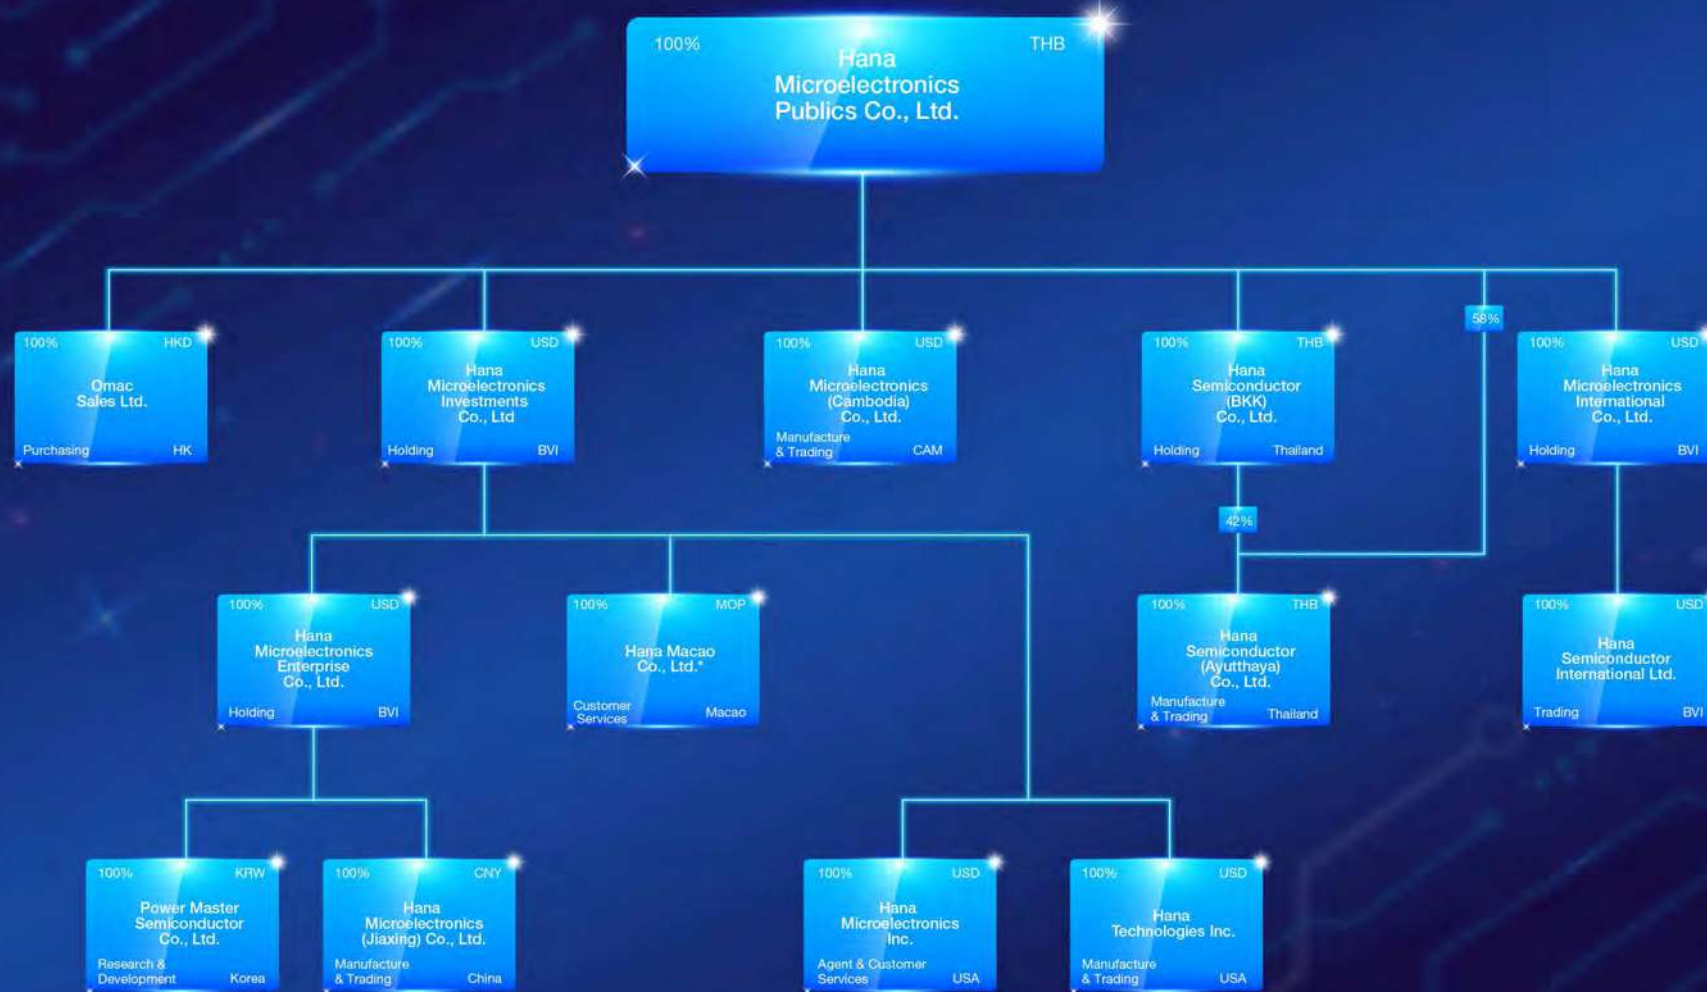 100% THB
Hana
Microelectronics
Publics Co., Ltd.
58%
100% HKD
Omac
Sales Ltd.
Purchasing HK
100% USD
Hana
Microelectronics
Investments
Co., Ltd
Holding BVI
100% USD
Hana
Microelectronics
(Cambodia)
Co., Ltd.
Manufacture
& Trading CAM
100% THB
Hana
Semiconductor
(BKK)
Co., Ltd.
Holding Thailand
100% USD
Hana
Microelectronics
International
Co., Ltd.
Holding BVI
42%
100% USD
Hana
Microelectronics
Enterprise
Co., Ltd.
Holding BVI
100% MOP
Hana Macao
Co., Ltd.*
Customer
Services Macao
100% THB
Hana
Semiconductor
(Ayutthaya)
Co., Ltd.
Manufacture
& Trading Thailand
100% USD
Hana
Semiconductor
International Ltd.
Trading BVI
100% KRW
Power Master
Semiconductor
Co., Ltd.
Research &
Development Korea
100% CNY
Hana
Microelectronics
(Jiaxing) Co., Ltd.
Manufacture
& Trading China
100% USD
Hana
Microelectronics
Inc.
Agent & Customer
Services USA
100% USD
Hana
Technologies Inc.
Manufacture
& Trading USA